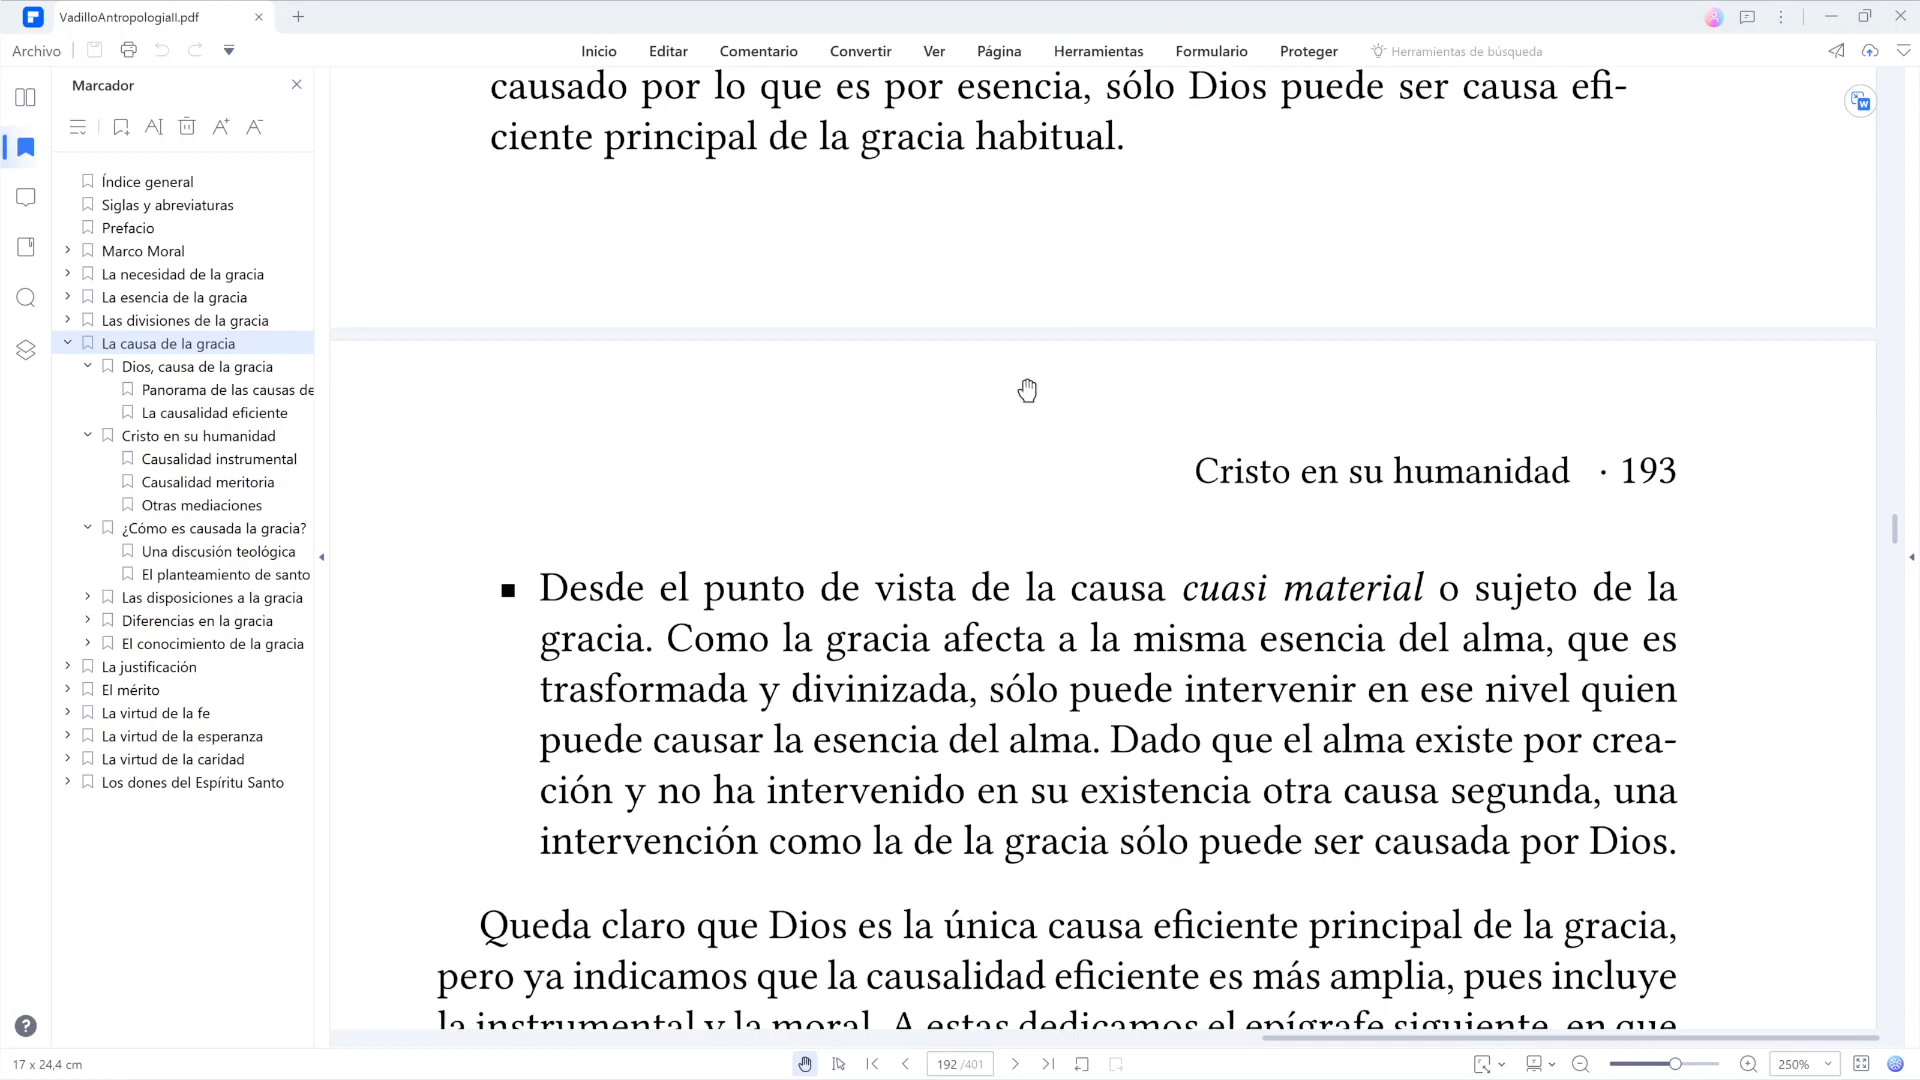 VadilloAntropologiaII.pdf
Archivo
Inicio
Editar
Comentario
Convertir
Ver
Página
Herramientas
Formulario
Proteger
Herramientas de búsqueda
Marcador
Índice general
Siglas y abreviaturas
Prefacio
Marco Moral
La necesidad de la gracia
La esencia de la gracia
Las divisiones de la gracia
La causa de la gracia
Dios, causa de la gracia
Panorama de las causas de
La causalidad eficiente
Cristo en su humanidad
Causalidad instrumental
Causalidad meritoria
Otras mediaciones
¿Cómo es causada la gracia?
Una discusión teológica
El planteamiento de santo
Las disposiciones a la gracia
Diferencias en la gracia
El conocimiento de la gracia
La justificación
El mérito
La virtud de la fe
La virtud de la esperanza
La virtud de la caridad
Los dones del Espíritu Santo
causado por lo que es por esencia, sólo Dios puede ser causa efi-
ciente principal de la gracia habitual.
Cristo en su humanidad · 193
▪ Desde el punto de vista de la causa cuasi material o sujeto de la
gracia. Como la gracia afecta a la misma esencia del alma, que es
trasformada y divinizada, sólo puede intervenir en ese nivel quien
puede causar la esencia del alma. Dado que el alma existe por crea-
ción y no ha intervenido en su existencia otra causa segunda, una
intervención como la de la gracia sólo puede ser causada por Dios.
Queda claro que Dios es la única causa eficiente principal de la gracia,
pero ya indicamos que la causalidad eficiente es más amplia, pues incluye
la instrumental y la moral. A estas dedicamos el epígrafe siguiente, en que
17 x 24,4 cm
192 /401
250%